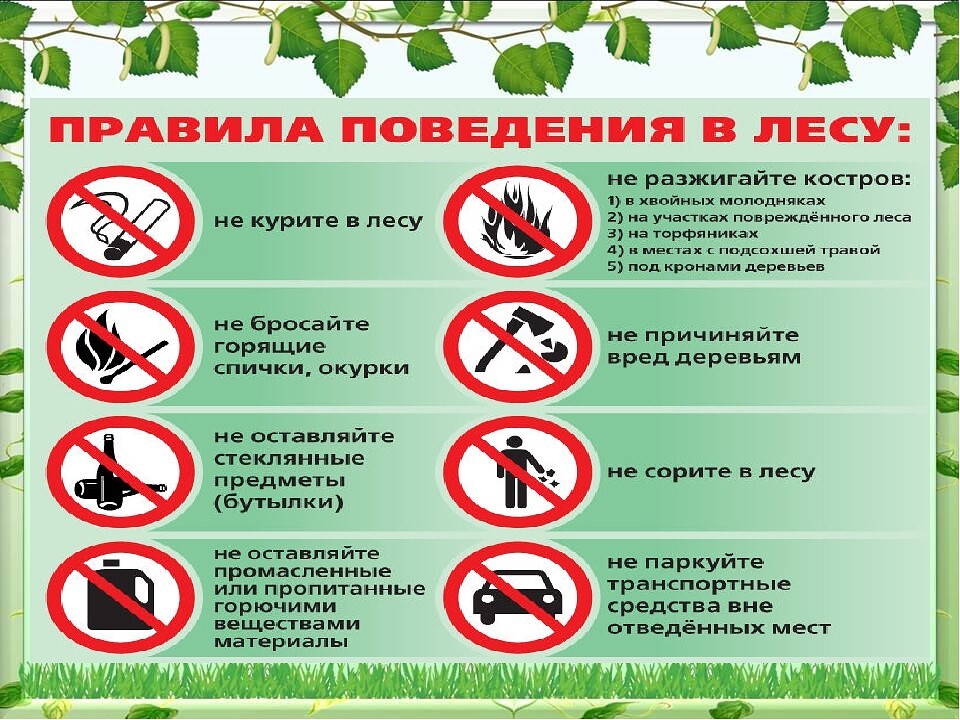 ПРАВИЛА ПОВЕДЕНИЯ В ЛЕСУ:
не курите в лесу
не разжигайте костров:
1) в хвойных молодняках
2) на участках повреждённого леса
3) на торфяниках
4) в местах с подсохшей травой
5) под кронами деревьев
не бросайте
горящие
спички, окурки
не причиняйте
вред деревьям
не оставляйте
стеклянные
предметы
(бутылки)
не сорите в лесу
не оставляйте
промасленные
или пропитанные
горючими
веществами
материалы
не паркуйте
транспортные
средства вне
отведённых мест